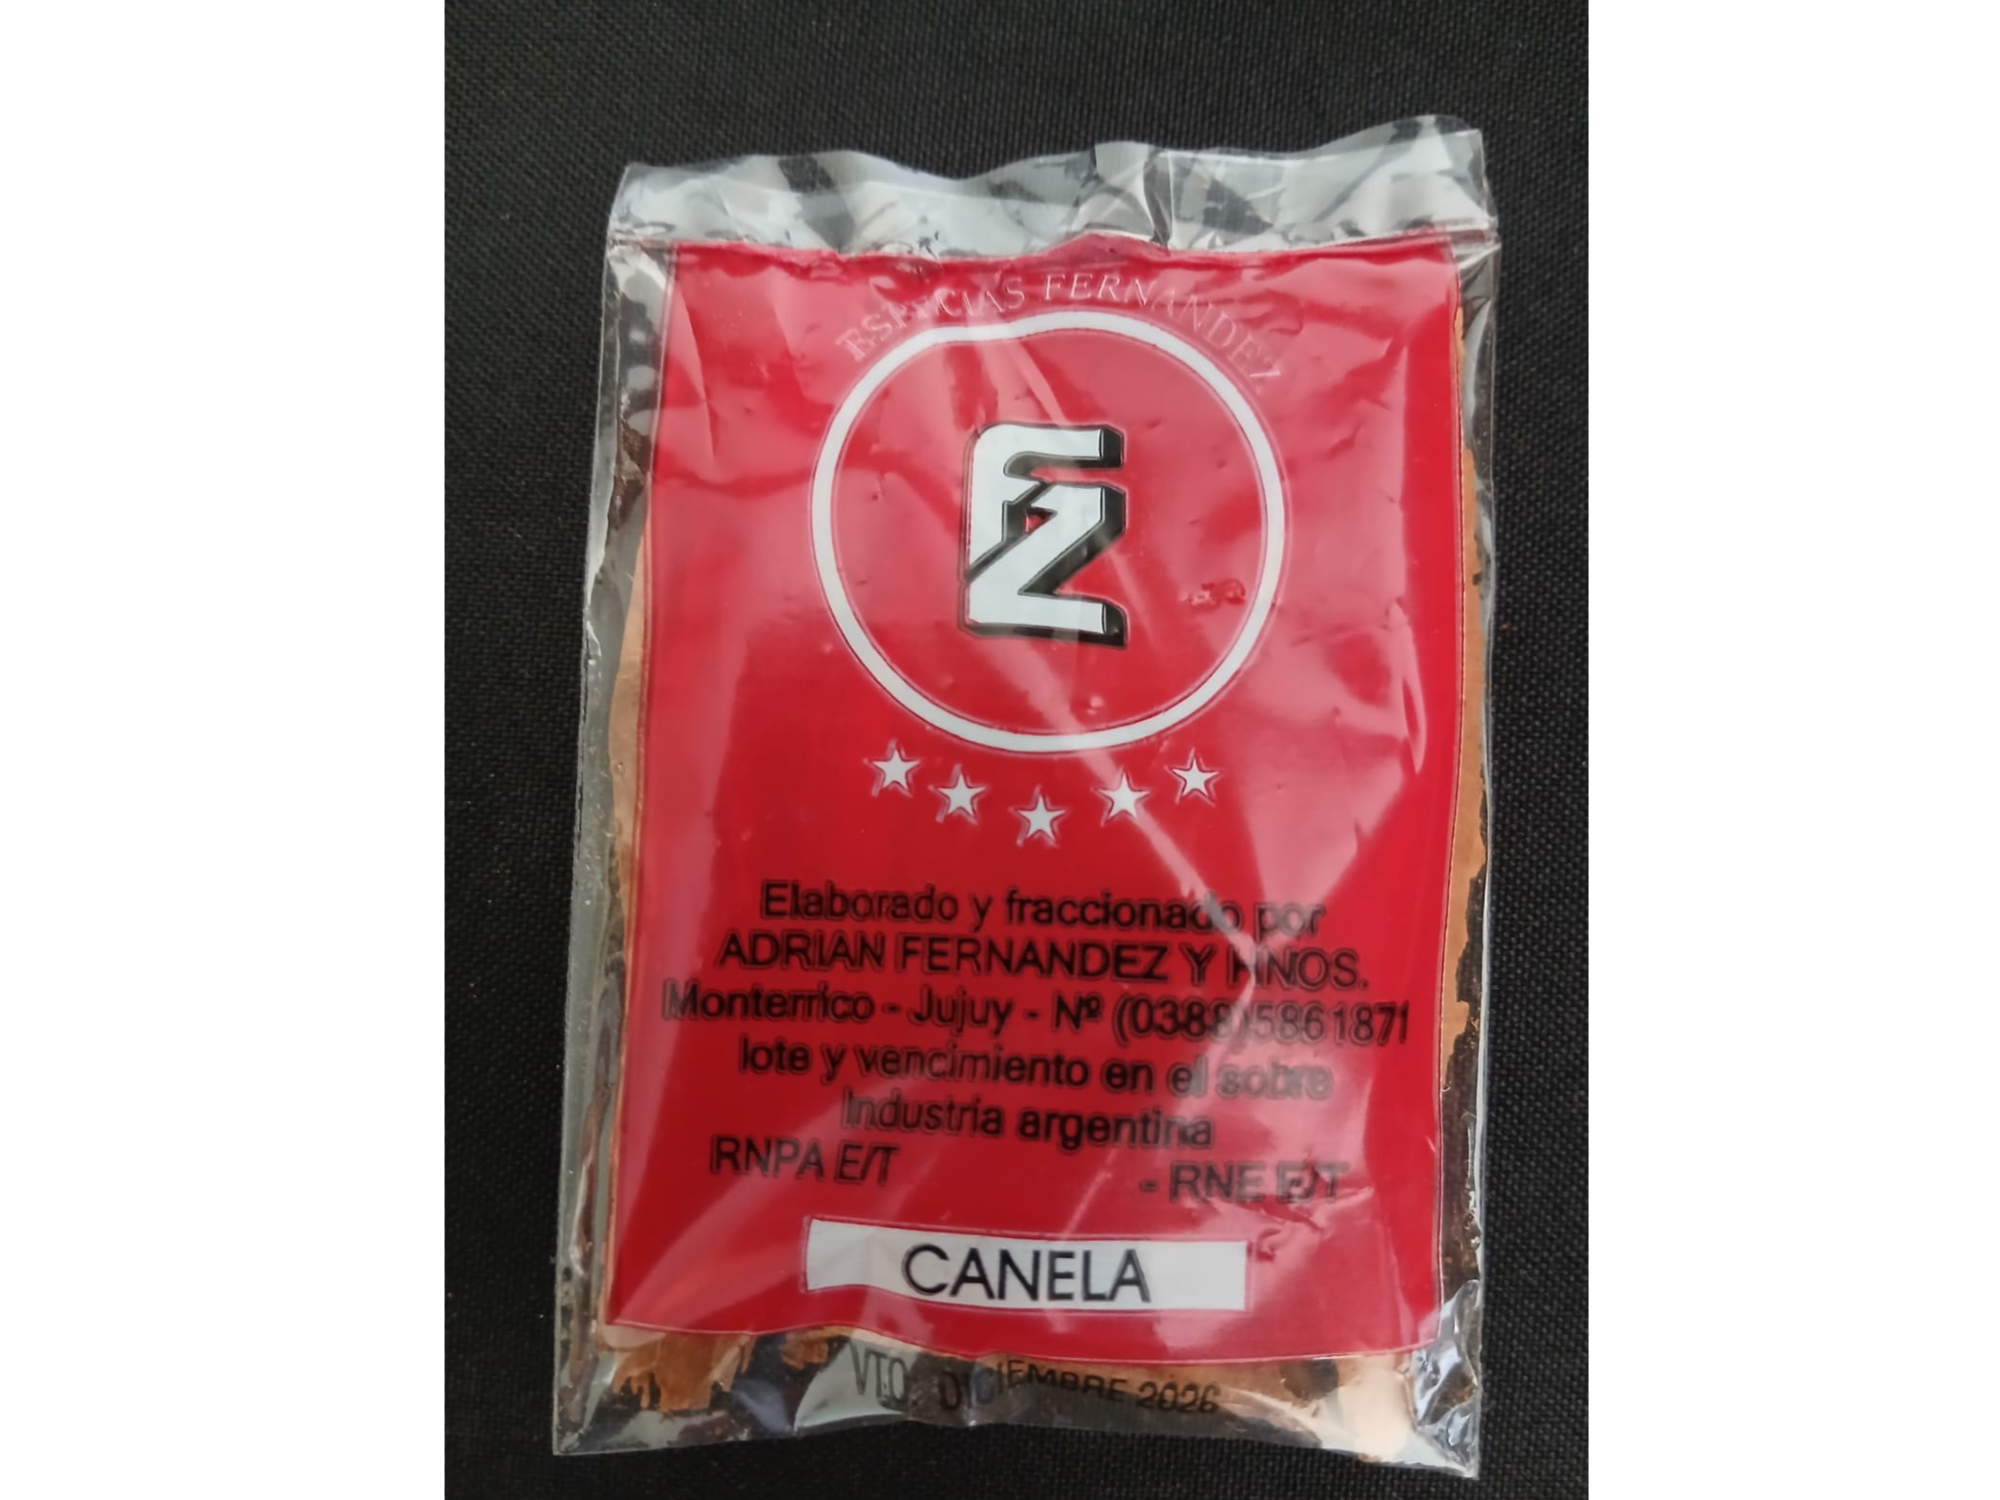 ESPECIAS FERNANDEZ
EZ
Elaborado y fraccionado por
ADRIAN FERNANDEZ Y HNOS.
Monterrico - Jujuy - Nº (0388)5861871
lote y vencimiento en el sobre
Industria argentina
RNPA E/T - RNE E/T
CANELA
VTO DICIEMBRE 2026